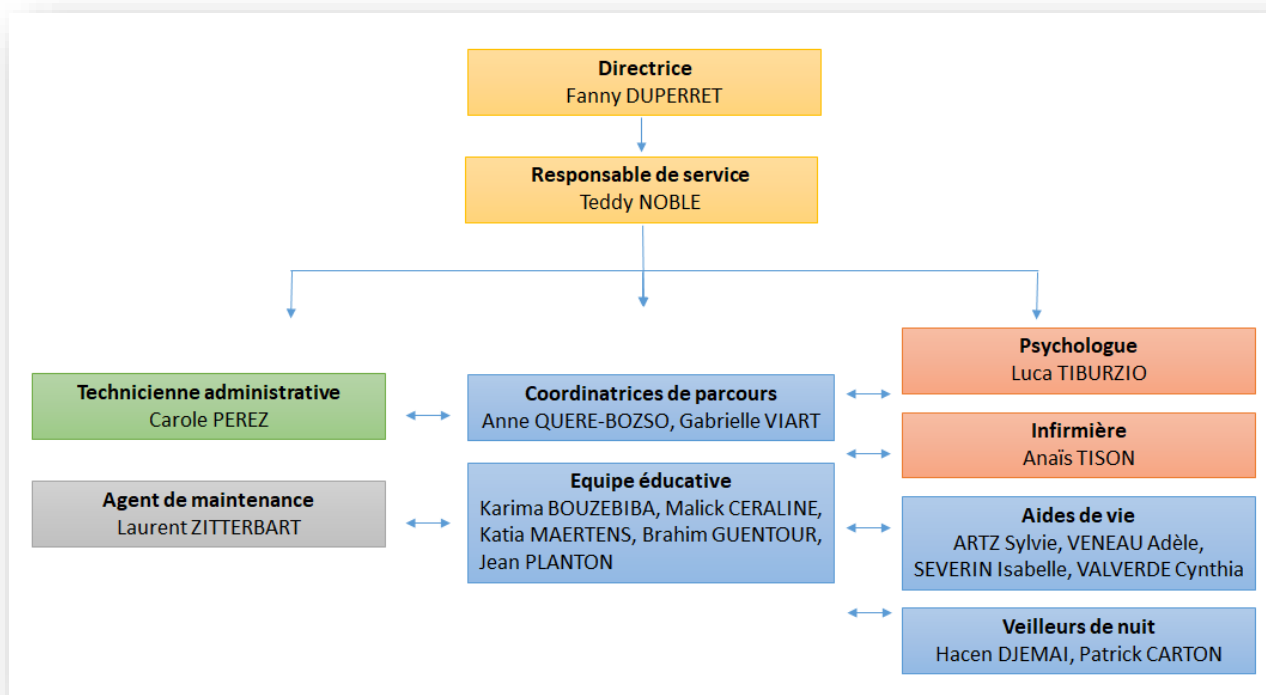 Directrice
Fanny DUPERRET
Responsable de service
Teddy NOBLE
Technicienne administrative
Carole PEREZ
Agent de maintenance
Laurent ZITTERBART
Coordinatrices de parcours
Anne QUERE-BOZSO, Gabrielle VIART
Equipe éducative
Karima BOUZEBIBA, Malick CERALINE,
Katia MAERTENS, Brahim GUENTOUR,
Jean PLANTON
Psychologue
Luca TIBURZIO
Infirmière
Anaïs TISON
Aides de vie
ARTZ Sylvie, VENEAU Adèle,
SEVERIN Isabelle, VALVERDE Cynthia
Veilleurs de nuit
Hacen DJEMAI, Patrick CARTON